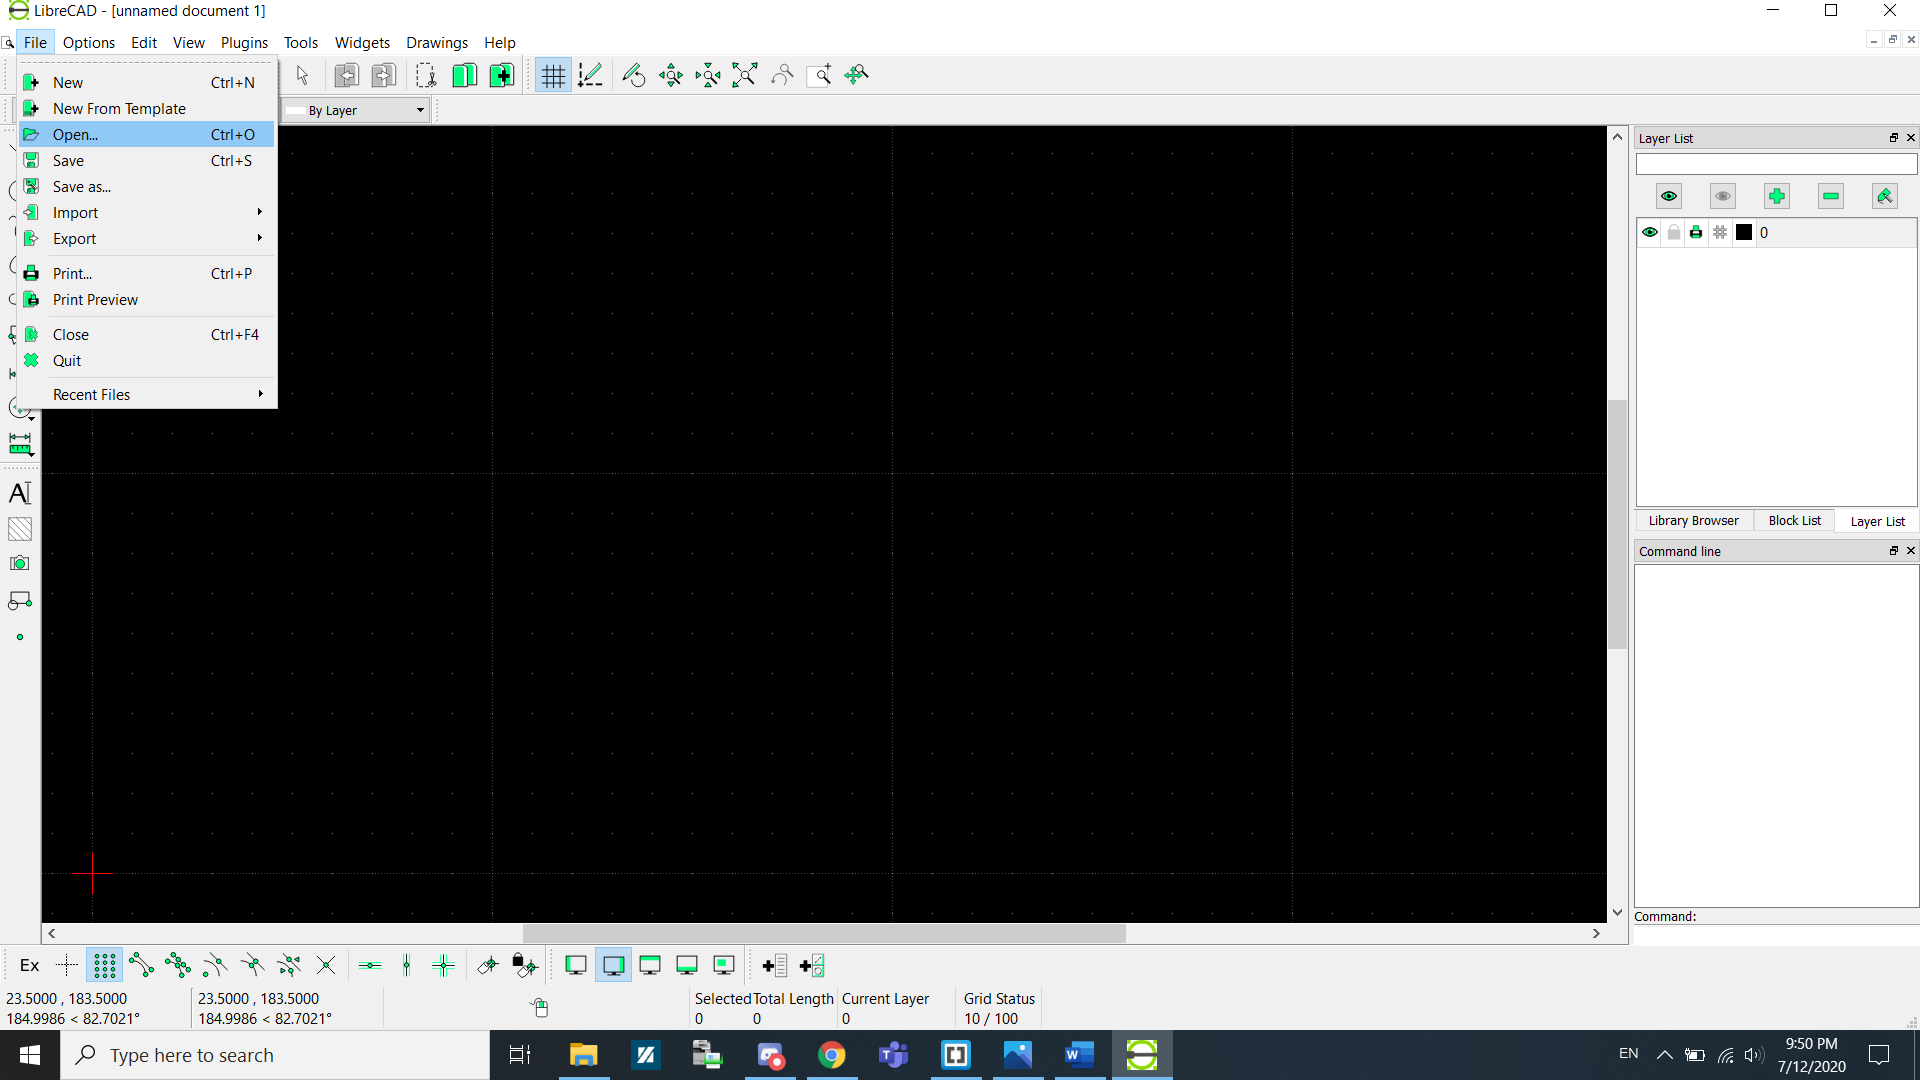 LibreCAD - [unnamed document 1]
File Options Edit View Plugins Tools Widgets Drawings Help
New Ctrl+N
New From Template
Open... Ctrl+O
Save Ctrl+S
Save as...
Import
Export
Print... Ctrl+P
Print Preview
Close Ctrl+F4
Quit
Recent Files
By Layer
Layer List
0
Library Browser Block List Layer List
Command line
Command:
Ex
23.5000 , 183.5000
184.9986 < 82.7021°
23.5000 , 183.5000
184.9986 < 82.7021°
Selected Total Length Current Layer Grid Status
0 0 0 10 / 100
Type here to search
EN
9:50 PM
7/12/2020